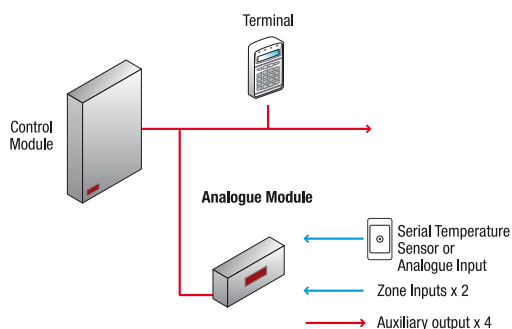 Terminal
Control
Module
Analogue Module
Serial Temperature
Sensor or
Analogue Input
Zone Inputs x 2
Auxiliary output x 4